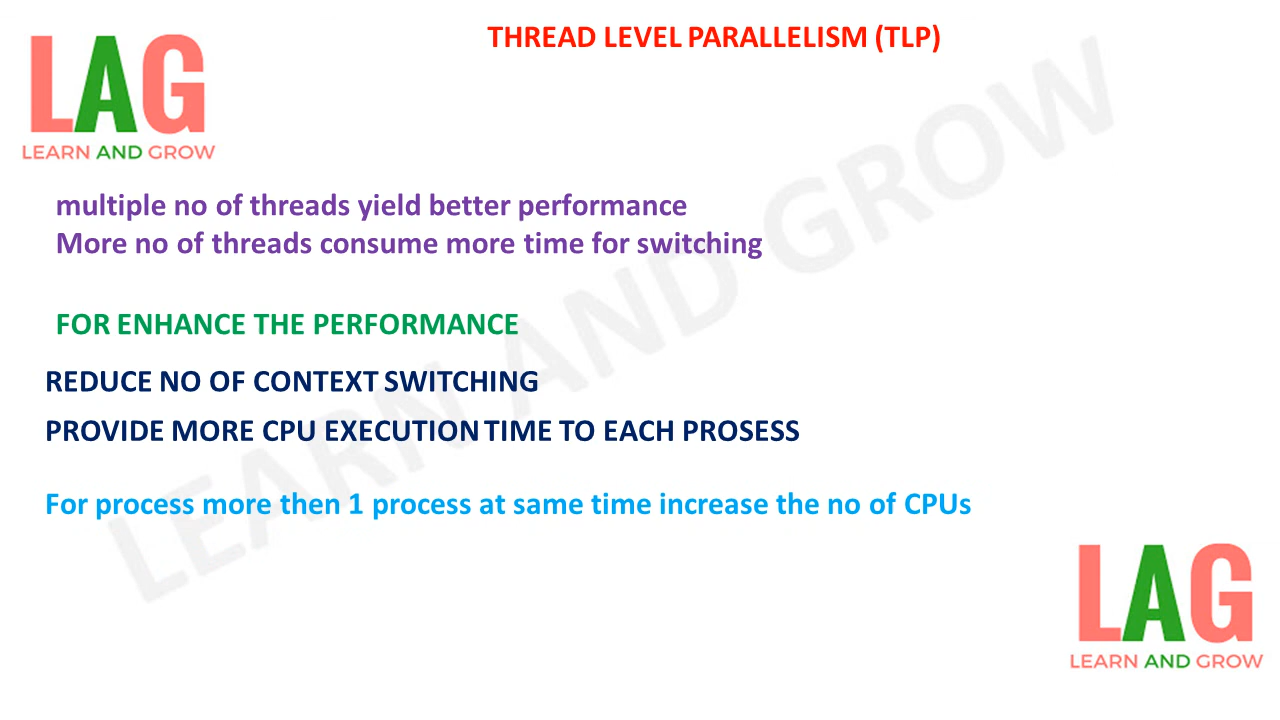 THREAD LEVEL PARALLELISM (TLP)
LAG
LEARN AND GROW
multiple no of threads yield better performance
More no of threads consume more time for switching
FOR ENHANCE THE PERFORMANCE
REDUCE NO OF CONTEXT SWITCHING
PROVIDE MORE CPU EXECUTION TIME TO EACH PROSESS
For process more then 1 process at same time increase the no of CPUs
LEARN AND GROW
LAG
LEARN AND GROW